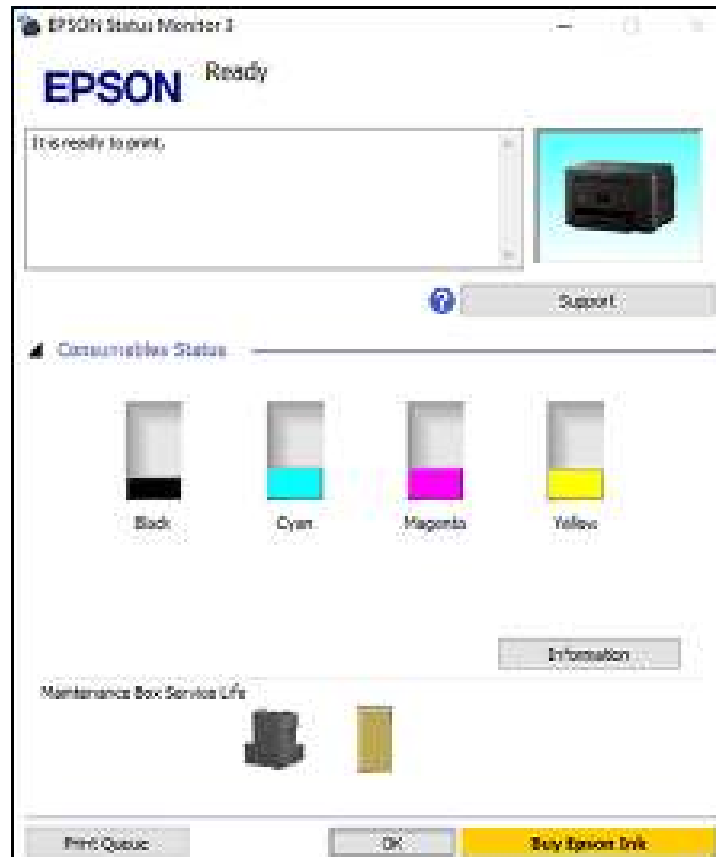 EPSON Status Monitor 3
EPSON
Ready
It is ready to print.
Support
Consumables Status
Black
Cyan
Magenta
Yellow
Information
Maintenance Box Service Life
Print Queue
OK
Buy Epson Ink